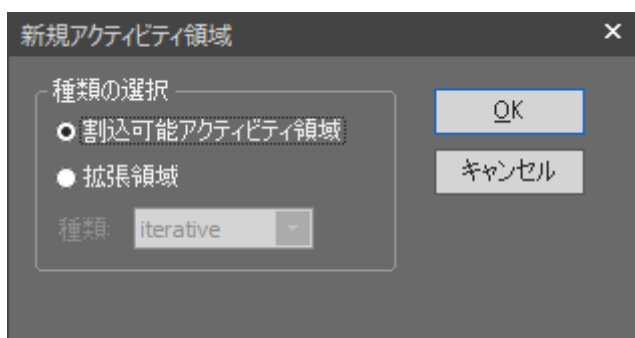 新規アクティビティ領域
種類の選択
割込可能アクティビティ領域
拡張領域
種類: iterative
OK
キャンセル